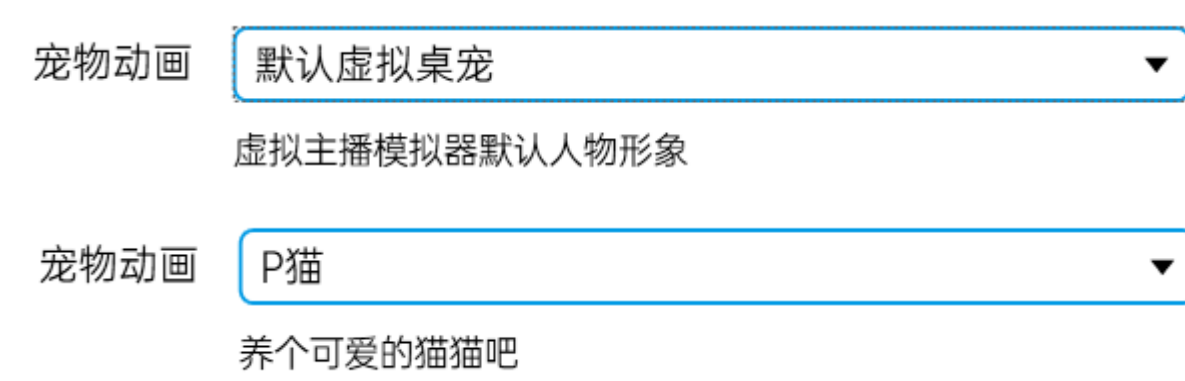 宠物动画 默认虚拟桌宠
虚拟主播模拟器默认人物形象
宠物动画 P猫
养个可爱的猫猫吧